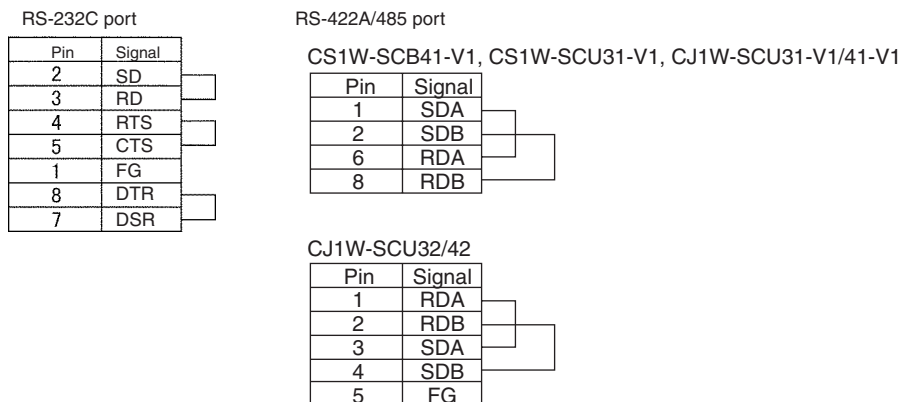 RS-232C port
Pin Signal
2 SD
3 RD
4 RTS
5 CTS
1 FG
8 DTR
7 DSR
RS-422A/485 port
CS1W-SCB41-V1, CS1W-SCU31-V1, CJ1W-SCU31-V1/41-V1
Pin Signal
1 SDA
2 SDB
6 RDA
8 RDB
CJ1W-SCU32/42
Pin Signal
1 RDA
2 RDB
3 SDA
4 SDB
5 FG